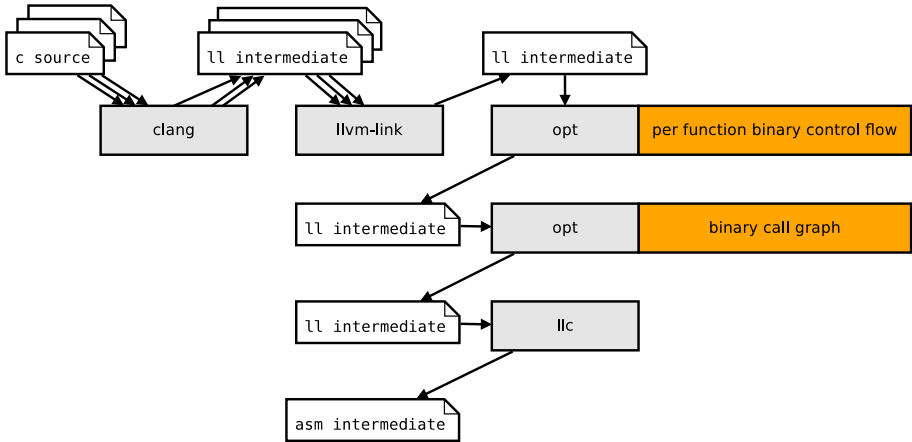 c source
ll intermediate
ll intermediate
clang
llvm-link
opt
per function binary control flow
ll intermediate
opt
binary call graph
ll intermediate
llc
asm intermediate